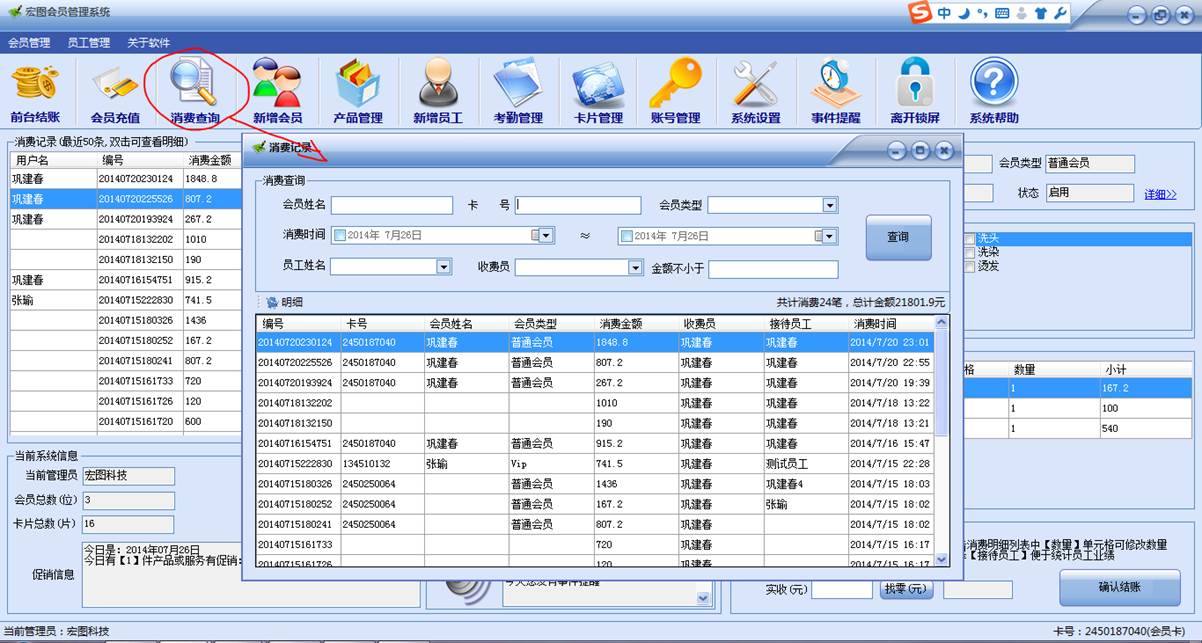 宏图会员管理系统
中
会员管理 员工管理 关于软件
前台结账 会员充值 消费查询 新增会员 产品管理 新增员工 考勤管理 卡片管理 账号管理 系统设置 事件提醒 离开锁屏 系统帮助
消费记录(最近50条,双击可查看明细)
用户名 编号 消费金额
巩建春 20140720230124 1848.8
巩建春 20140720225526 807.2
巩建春 20140720193924 267.2
20140718132202 1010
20140718132150 190
巩建春 20140716154751 915.2
张瑜 20140715222830 741.5
20140715180326 1436
20140715180252 167.2
20140715180241 807.2
20140715161733 720
20140715161726 120
20140715161720 600
当前系统信息
当前管理员 宏图科技
会员总数(位) 3
卡片总数(片) 16
促销信息
今日是：2014年07月26日
今日有【1】件产品或服务有促销:
消费记录
消费查询
会员姓名 卡 号 会员类型
消费时间 2014年 7月26日 ≈ 2014年 7月26日
员工姓名 收费员 金额不小于
查询
明细 共计消费24笔，总计金额21801.9元
编号 卡号 会员姓名 会员类型 消费金额 收费员 接待员工 消费时间
20140720230124 2450187040 巩建春 普通会员 1848.8 巩建春 巩建春 2014/7/20 23:01
20140720225526 2450187040 巩建春 普通会员 807.2 巩建春 巩建春 2014/7/20 22:55
20140720193924 2450187040 巩建春 普通会员 267.2 巩建春 巩建春 2014/7/20 19:39
20140718132202 1010 巩建春 巩建春 2014/7/18 13:22
20140718132150 190 巩建春 巩建春 2014/7/18 13:21
20140716154751 2450187040 巩建春 普通会员 915.2 巩建春 巩建春 2014/7/16 15:47
20140715222830 134510132 张瑜 Vip 741.5 巩建春 测试员工 2014/7/15 22:28
20140715180326 2450250064 普通会员 1436 巩建春 巩建春4 2014/7/15 18:03
20140715180252 2450250064 普通会员 167.2 巩建春 张瑜 2014/7/15 18:02
20140715180241 2450250064 普通会员 807.2 巩建春 2014/7/15 18:02
20140715161733 720 巩建春 巩建春 2014/7/15 16:17
20140715161726 120 巩建春 巩建春 2014/7/15 16:17
会员类型 普通会员
状态 启用 详细>>
洗头
洗染
烫发
格 数量 小计
1 167.2
1 100
1 540
消费明细列表中【数量】单元格可修改数量
【接待员工】便于统计员工业绩
今天您没有事件提醒
实收(元) 找零(元)
确认结账
当前管理员：宏图科技
卡号：2450187040(会员卡)